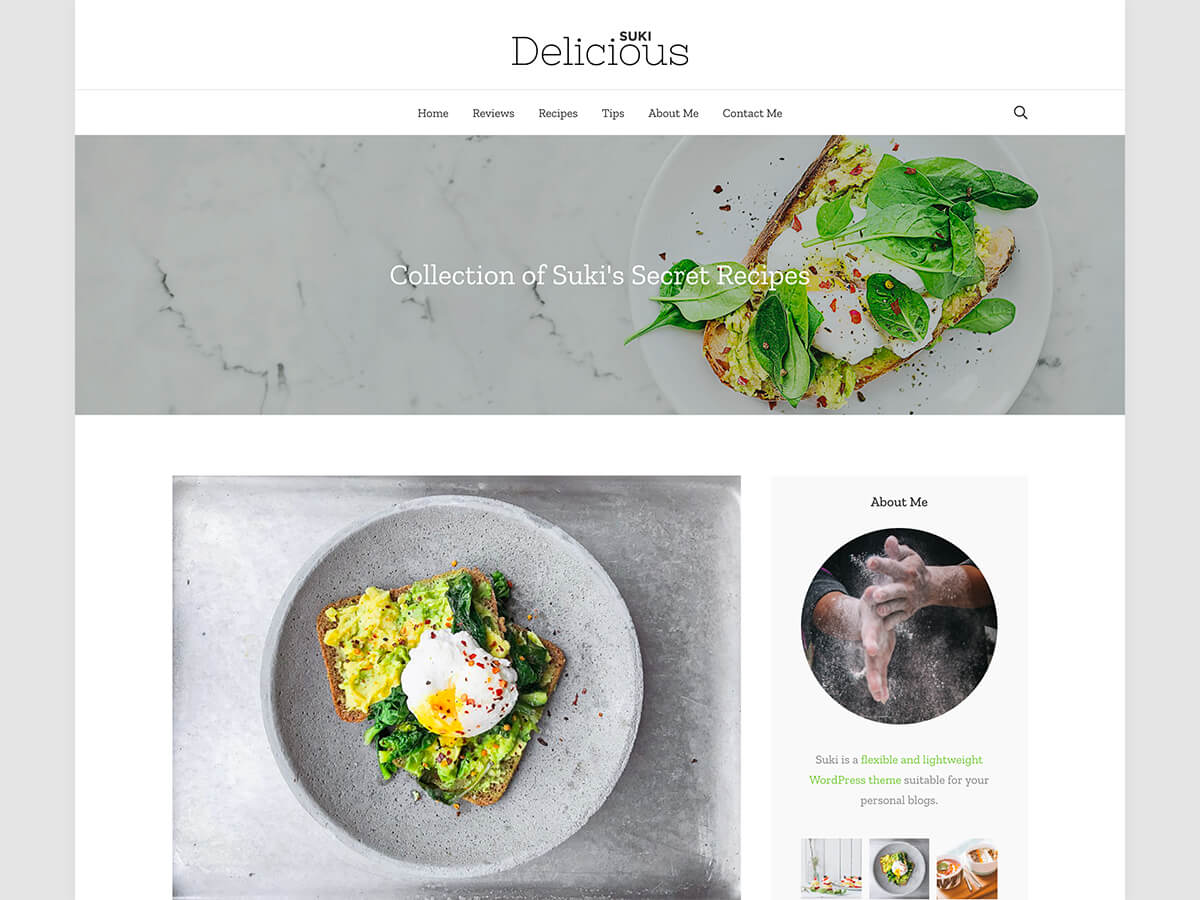 SUKI
Delicious
Home Reviews Recipes Tips About Me Contact Me
Collection of Suki's Secret Recipes
About Me
Suki is a flexible and lightweight
WordPress theme suitable for your
personal blogs.